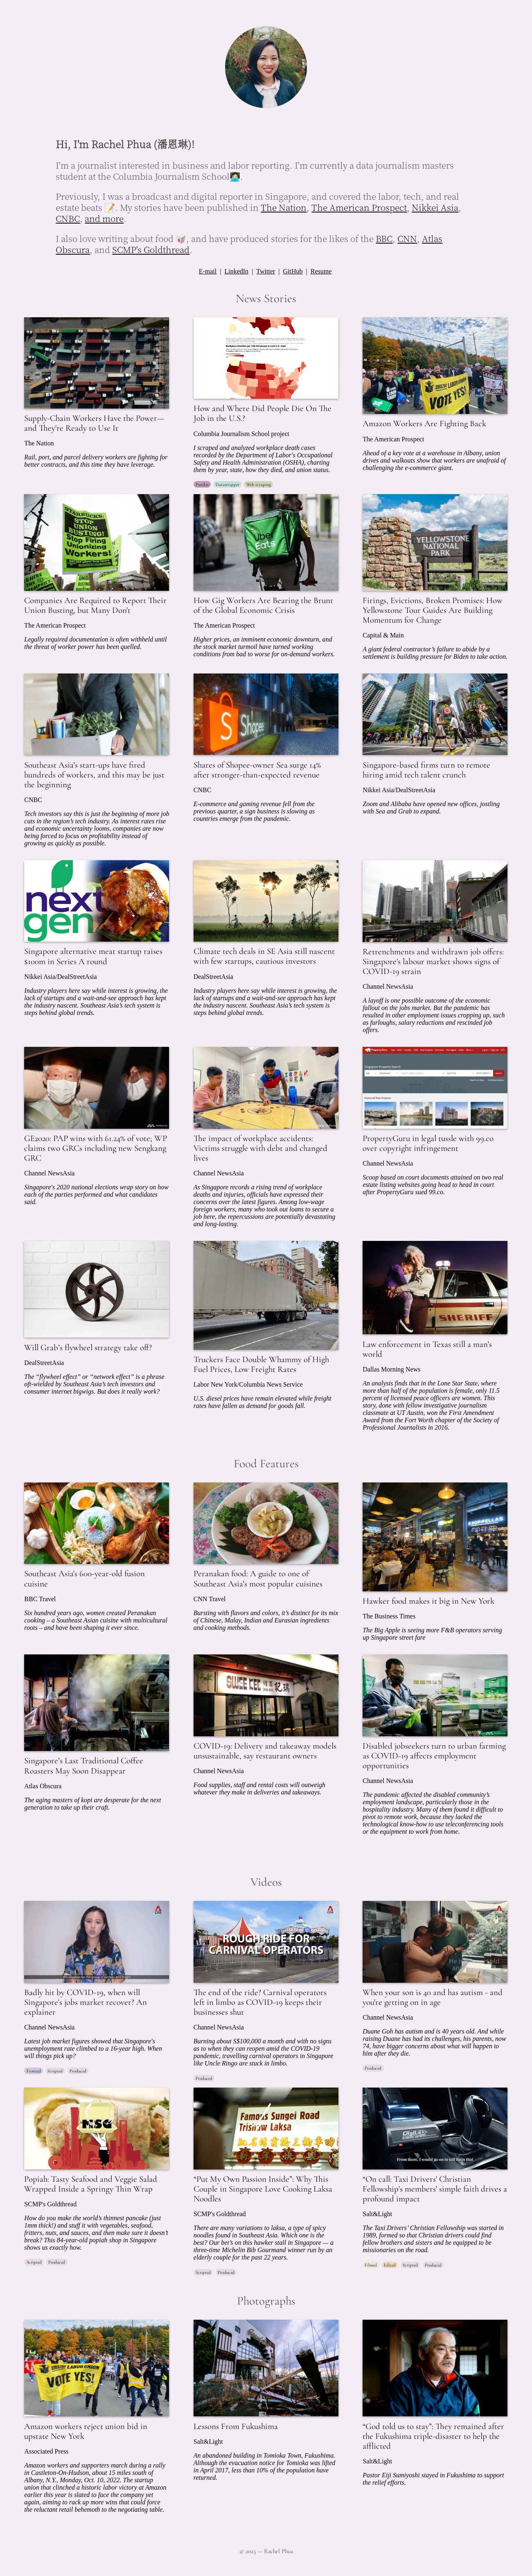 Hi, I'm Rachel Phua (潘恩琳)!
I'm a journalist interested in business and labor reporting. I'm currently a data journalism masters
student at the Columbia Journalism School👩🏻‍💻.
Previously, I was a broadcast and digital reporter in Singapore, and covered the labor, tech, and real
estate beats 📝. My stories have been published in The Nation, The American Prospect, Nikkei Asia,
CNBC, and more.
I also love writing about food 🥡, and have produced stories for the likes of the BBC, CNN, Atlas
Obscura, and SCMP's Goldthread.
E-mail | LinkedIn | Twitter | GitHub | Resume
News Stories
Supply-Chain Workers Have the Power—
and They're Ready to Use It
The Nation
Rail, port, and parcel delivery workers are fighting for
better contracts, and this time they have leverage.
How and Where Did People Die On The
Job in the U.S.?
Columbia Journalism School project
I scraped and analyzed workplace death cases
recorded by the Department of Labor's Occupational
Safety and Health Administration (OSHA), charting
them by year, state, how they died, and union status.
Pandas Datawrapper Web scraping
VOTE YES!
Amazon Workers Are Fighting Back
The American Prospect
Ahead of a key vote at a warehouse in Albany, union
drives and walkouts show that workers are unafraid of
challenging the e-commerce giant.
STARBUCKS:
STOP
UNION
BUSTING!
Stop Firing
Unionizing
Workers!
Companies Are Required to Report Their
Union Busting, but Many Don't
The American Prospect
Legally required documentation is often withheld until
the threat of worker power has been quelled.
Uber
Eats
How Gig Workers Are Bearing the Brunt
of the Global Economic Crisis
The American Prospect
Higher prices, an imminent economic downturn, and
the stock market turmoil have turned working
conditions from bad to worse for on-demand workers.
YELLOWSTONE
NATIONAL
PARK
Firings, Evictions, Broken Promises: How
Yellowstone Tour Guides Are Building
Momentum for Change
Capital & Main
A giant federal contractor's failure to abide by a
settlement is building pressure for Biden to take action.
Southeast Asia's start-ups have fired
hundreds of workers, and this may be just
the beginning
CNBC
Tech investors say this is just the beginning of more job
cuts in the region's tech industry. As interest rates rise
and economic uncertainty looms, companies are now
being forced to focus on profitability instead of
growing as quickly as possible.
Shopee
Shares of Shopee-owner Sea surge 14%
after stronger-than-expected revenue
CNBC
E-commerce and gaming revenue fell from the
previous quarter, a sign business is slowing as
countries emerge from the pandemic.
Singapore-based firms turn to remote
hiring amid tech talent crunch
Nikkei Asia/DealStreetAsia
Zoom and Alibaba have opened new offices, jostling
with Sea and Grab to expand.
next
gen
Singapore alternative meat startup raises
$100m in Series A round
Nikkei Asia/DealStreetAsia
Industry players here say while interest is growing, the
lack of startups and a wait-and-see approach has kept
the industry nascent. Southeast Asia's tech system is
steps behind global trends.
Climate tech deals in SE Asia still nascent
with few startups, cautious investors
DealStreetAsia
Industry players here say while interest is growing, the
lack of startups and a wait-and-see approach has kept
the industry nascent. Southeast Asia's tech system is
steps behind global trends.
Retrenchments and withdrawn job offers:
Singapore's labour market shows signs of
COVID-19 strain
Channel NewsAsia
A layoff is one possible outcome of the economic
fallout on the jobs market. But the pandemic has
resulted in other employment issues cropping up, such
as furloughs, salary reductions and rescinded job
offers.
GE2020: PAP wins with 61.24% of vote; WP
claims two GRCs including new Sengkang
GRC
Channel NewsAsia
Singapore's 2020 national elections wrap story on how
each of the parties performed and what candidates
said.
The impact of workplace accidents:
Victims struggle with debt and changed
lives
Channel NewsAsia
As Singapore records a rising trend of workplace
deaths and injuries, officials have expressed their
concerns over the latest figures. Among low-wage
foreign workers, many who took out loans to secure a
job here, the repercussions are potentially devastating
and long-lasting.
PropertyGuru in legal tussle with 99.co
over copyright infringement
Channel NewsAsia
Scoop based on court documents attained on two real
estate listing websites going head to head in court
after PropertyGuru sued 99.co.
Will Grab's flywheel strategy take off?
DealStreetAsia
The “flywheel effect” or “network effect” is a phrase
oft-wielded by Southeast Asia's tech investors and
consumer internet bigwigs. But does it really work?
Truckers Face Double Whammy of High
Fuel Prices, Low Freight Rates
Labor New York/Columbia News Service
U.S. diesel prices have remain elevated while freight
rates have fallen as demand for goods fall.
SHERIFF
Law enforcement in Texas still a man's
world
Dallas Morning News
An analysis finds that in the Lone Star State, where
more than half of the population is female, only 11.5
percent of licensed peace officers are women. This
story, done with fellow investigative journalism
classmate at UT Austin, won the First Amendment
Award from the Fort Worth chapter of the Society of
Professional Journalists in 2016.
Food Features
Southeast Asia's 600-year-old fusion
cuisine
BBC Travel
Six hundred years ago, women created Peranakan
cooking – a Southeast Asian cuisine with multicultural
roots – and have been shaping it ever since.
Peranakan food: A guide to one of
Southeast Asia's most popular cuisines
CNN Travel
Bursting with flavors and colors, it's distinct for its mix
of Chinese, Malay, Indian and Eurasian ingredients
and cooking methods.
Hawker food makes it big in New York
The Business Times
The Big Apple is seeing more F&B operators serving
up Singapore street fare
Singapore's Last Traditional Coffee
Roasters May Soon Disappear
Atlas Obscura
The aging masters of kopi are desperate for the next
generation to take up their craft.
SWEE KEE
COVID-19: Delivery and takeaway models
unsustainable, say restaurant owners
Channel NewsAsia
Food supplies, staff and rental costs will outweigh
whatever they make in deliveries and takeaways.
Disabled jobseekers turn to urban farming
as COVID-19 affects employment
opportunities
Channel NewsAsia
The pandemic affected the disabled community's
employment landscape, particularly those in the
hospitality industry. Many of them found it difficult to
pivot to remote work, because they lacked the
technological know-how to use teleconferencing tools
or the equipment to work from home.
Videos
Badly hit by COVID-19, when will
Singapore's jobs market recover? An
explainer
Channel NewsAsia
Latest job market figures showed that Singapore's
unemployment rate climbed to a 16-year high. When
will things pick up?
Fronted Scripted Produced
ROUGH RIDE FOR
CARNIVAL OPERATORS
The end of the ride? Carnival operators
left in limbo as COVID-19 keeps their
businesses shut
Channel NewsAsia
Burning about S$100,000 a month and with no signs
as to when they can reopen amid the COVID-19
pandemic, travelling carnival operators in Singapore
like Uncle Ringo are stuck in limbo.
Produced
When your son is 40 and has autism - and
you're getting on in age
Channel NewsAsia
Duane Goh has autism and is 40 years old. And while
raising Duane has had its challenges, his parents, now
74, have bigger concerns about what will happen to
him after they die.
Produced
Popiah: Tasty Seafood and Veggie Salad
Wrapped Inside a Springy Thin Wrap
SCMP's Goldthread
How do you make the world's thinnest pancake (just
1mm thick!) and stuff it with vegetables, seafood,
fritters, nuts, and sauces, and then make sure it doesn't
break? This 84-year-old popiah shop in Singapore
shows us exactly how.
Scripted Produced
Famous Sungei Road
Trishaw Laksa
“Put My Own Passion Inside”: Why This
Couple in Singapore Love Cooking Laksa
Noodles
SCMP's Goldthread
There are many variations to laksa, a type of spicy
noodles found in Southeast Asia. Which one is the
best? Our bet's on this hawker stall in Singapore — a
three-time Michelin Bib Gourmand winner run by an
elderly couple for the past 22 years.
Scripted Produced
“On call: Taxi Drivers' Christian
Fellowship's members' simple faith drives a
profound impact
Salt&Light
The Taxi Drivers' Christian Fellowship was started in
1989, formed so that Christian drivers could find
fellow brothers and sisters and be equipped to be
missionaries on the road.
Filmed Edited Scripted Produced
Photographs
VOTE YES!
Amazon workers reject union bid in
upstate New York
Associated Press
Amazon workers and supporters march during a rally
in Castleton-On-Hudson, about 15 miles south of
Albany, N.Y., Monday, Oct. 10, 2022. The startup
union that clinched a historic labor victory at Amazon
earlier this year is slated to face the company yet
again, aiming to rack up more wins that could force
the reluctant retail behemoth to the negotiating table.
Lessons From Fukushima
Salt&Light
An abandoned building in Tomioka Town, Fukushima.
Although the evacuation notice for Tomioka was lifted
in April 2017, less than 10% of the population have
returned.
“God told us to stay”: They remained after
the Fukushima triple-disaster to help the
afflicted
Salt&Light
Pastor Eiji Sumiyoshi stayed in Fukushima to support
the relief efforts.
© 2023 — Rachel Phua